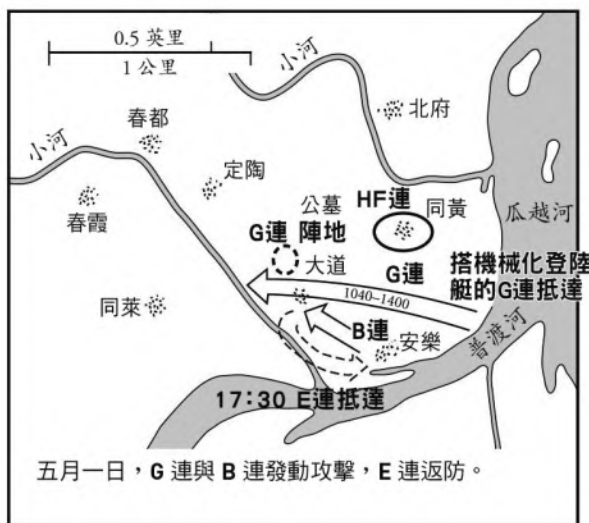 0.5 英里
1 公里
小河
北府
春都
小河
定陶
春霞
公墓
HF連
同黃
G連 陣地
瓜越河
大道
G連
搭機械化登陸
艇的G連抵達
同萊
1040–1400
B連
安樂
普渡河
17:30 E連抵達
五月一日，G 連與 B 連發動攻擊，E 連返防。